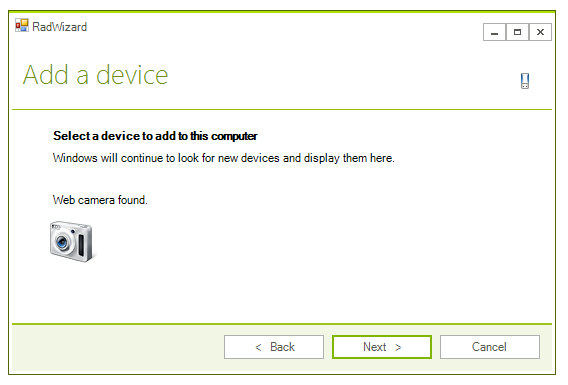 RadWizard
Add a device
Select a device to add to this computer
Windows will continue to look for new devices and display them here.
Web camera found.
< Back
Next >
Cancel